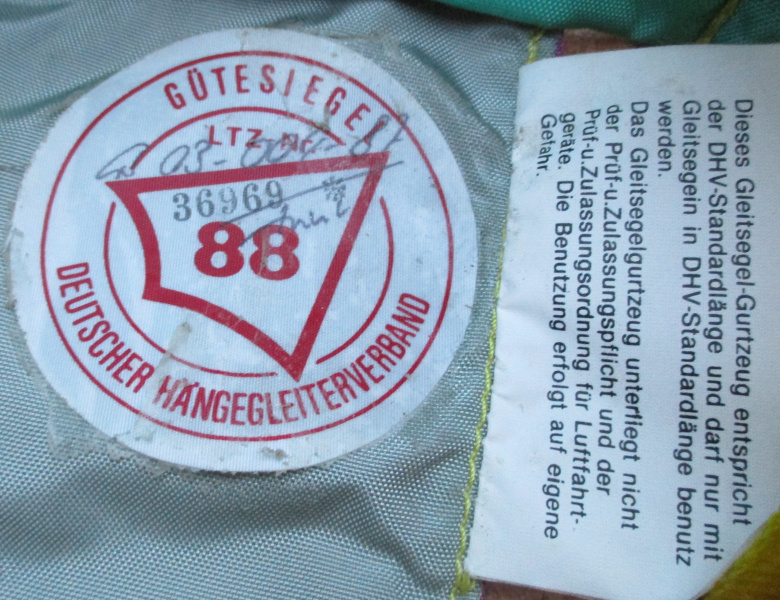 GÜTESIEGEL
LTZ Nr.
36969
88
DEUTSCHER HÄNGEGLEITERVERBAND
Dieses Gleitsegel-Gurtzeug entspricht
der DHV-Standardlänge und darf nur mit
Gleitsegeln in DHV-Standardlänge benutz
werden.
Das Gleitsegelgurtzeug unterliegt nicht
der Prüf-u.Zulassungspflicht und der
Prüf-u.Zulassungsordnung für Luftfahrt-
geräte. Die Benutzung erfolgt auf eigene
Gefahr.